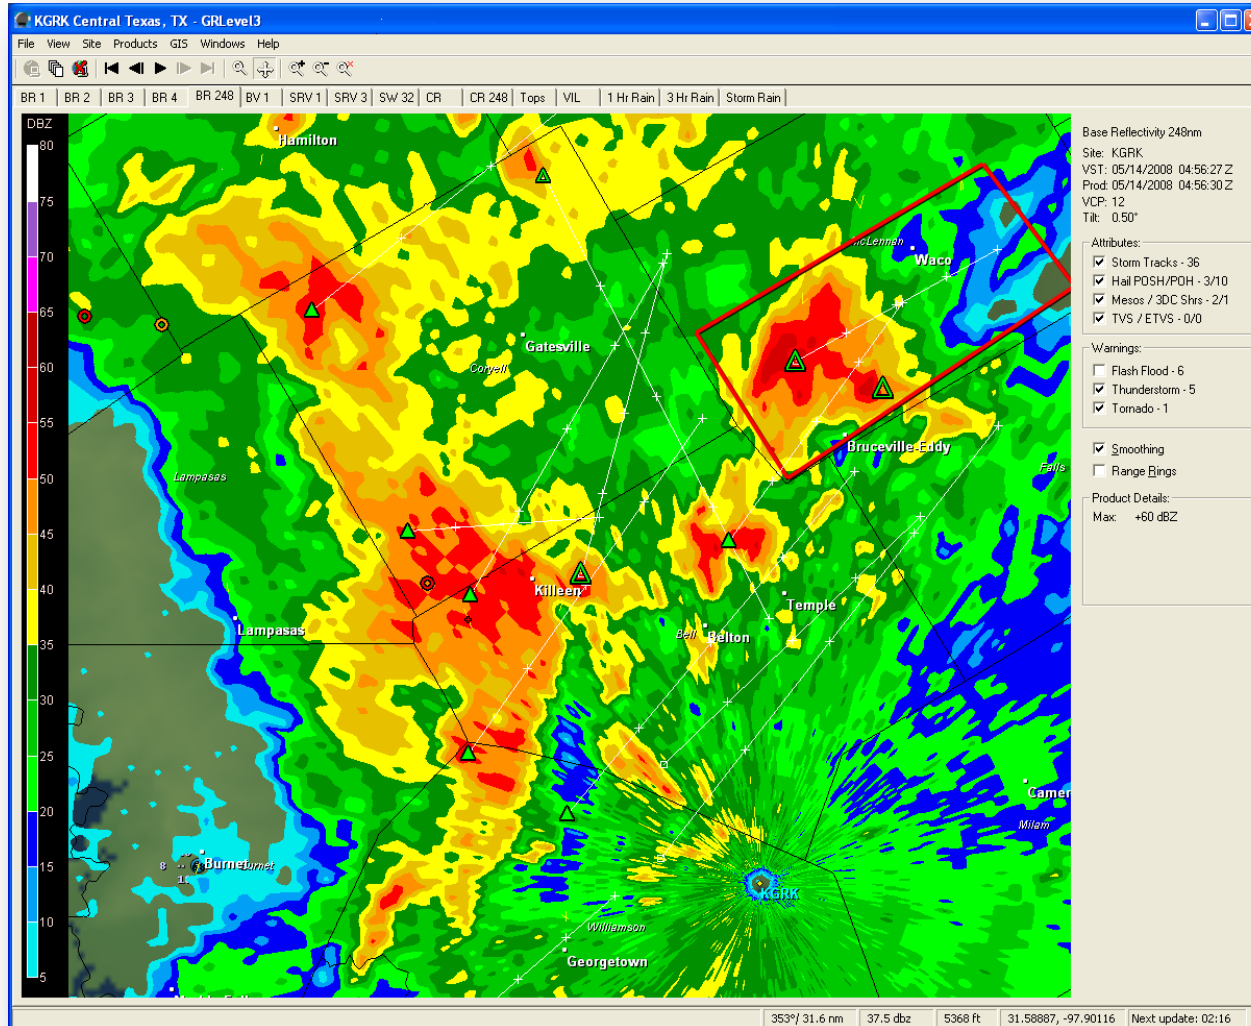 KGRK Central Texas, TX - GRLevel3
File View Site Products GIS Windows Help
BR 1 BR 2 BR 3 BR 4 BR 248 BV 1 SRV 1 SRV 3 SW 32 CR CR 248 Tops VIL 1 Hr Rain 3 Hr Rain Storm Rain
DBZ
80
75
70
65
60
55
50
45
40
35
30
25
20
15
10
5
Hamilton
McLennan
Waco
Gatesville
Coryell
Bruceville-Eddy
Falls
Lampasas
Killeen
Temple
Lampasas
Bell
Belton
Camer
Milam
Burnet
Burnet
8
KGRK
Williamson
Georgetown
Base Reflectivity 248nm
Site: KGRK
VST: 05/14/2008 04:56:27 Z
Prod: 05/14/2008 04:56:30 Z
VCP: 12
Tilt: 0.50°
Attributes:
Storm Tracks - 36
Hail POSH/POH - 3/10
Mesos / 3DC Shrs - 2/1
TVS / ETVS - 0/0
Warnings:
Flash Flood - 6
Thunderstorm - 5
Tornado - 1
Smoothing
Range Rings
Product Details:
Max: +60 dBZ
353°/ 31.6 nm 37.5 dbz 5368 ft 31.58887, -97.90116 Next update: 02:16